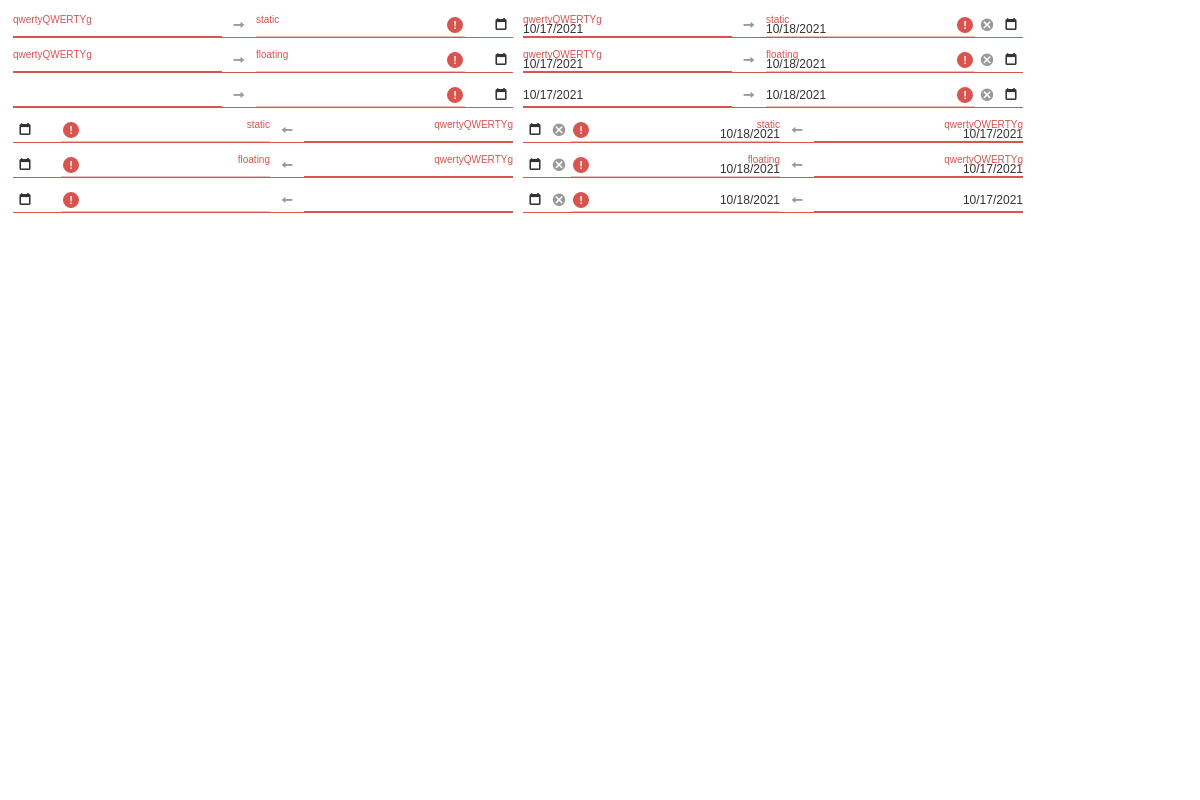 qwertyQWERTYg static qwertyQWERTYg static
10/17/2021 10/18/2021
qwertyQWERTYg floating qwertyQWERTYg floating
10/17/2021 10/18/2021
10/17/2021 10/18/2021
static qwertyQWERTYg static qwertyQWERTYg
10/18/2021 10/17/2021
floating qwertyQWERTYg floating qwertyQWERTYg
10/18/2021 10/17/2021
10/18/2021 10/17/2021